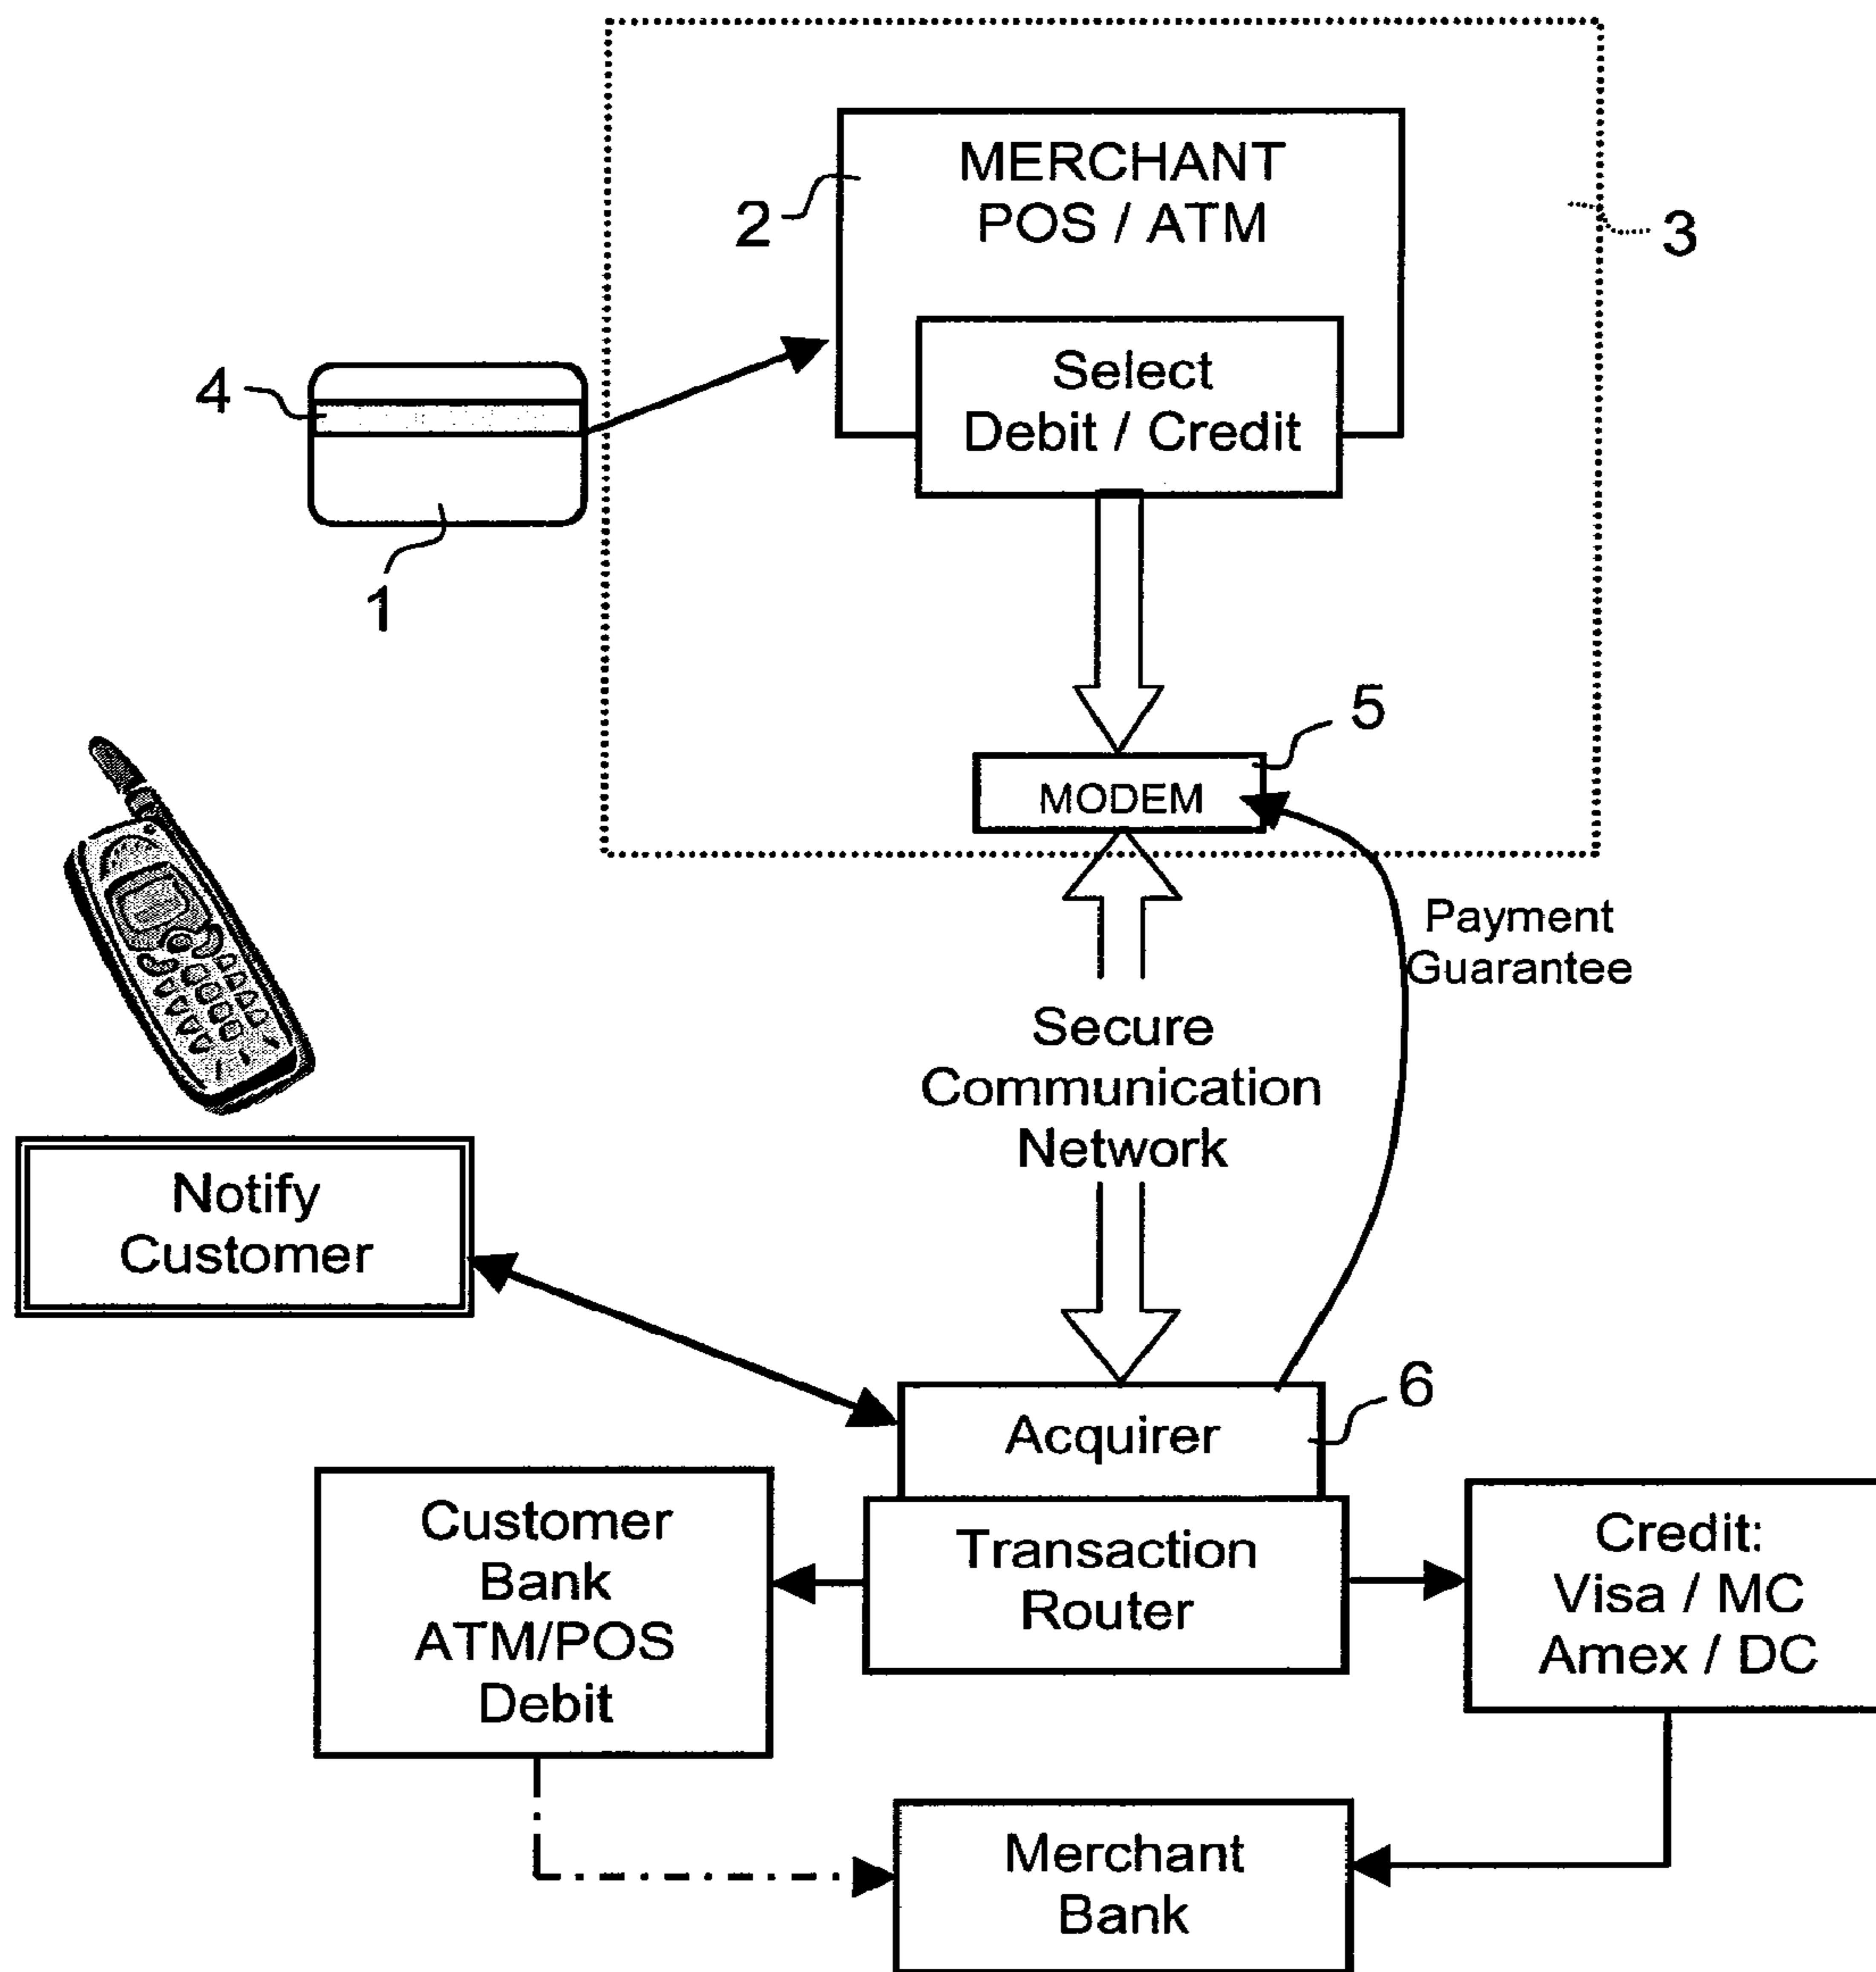 MERCHANT
POS / ATM
2
3
Select
Debit / Credit
4
1
5
MODEM
Payment
Guarantee
Secure
Communication
Network
Notify
Customer
6
Acquirer
Customer
Bank
ATM/POS
Debit
Transaction
Router
Credit:
Visa / MC
Amex / DC
Merchant
Bank